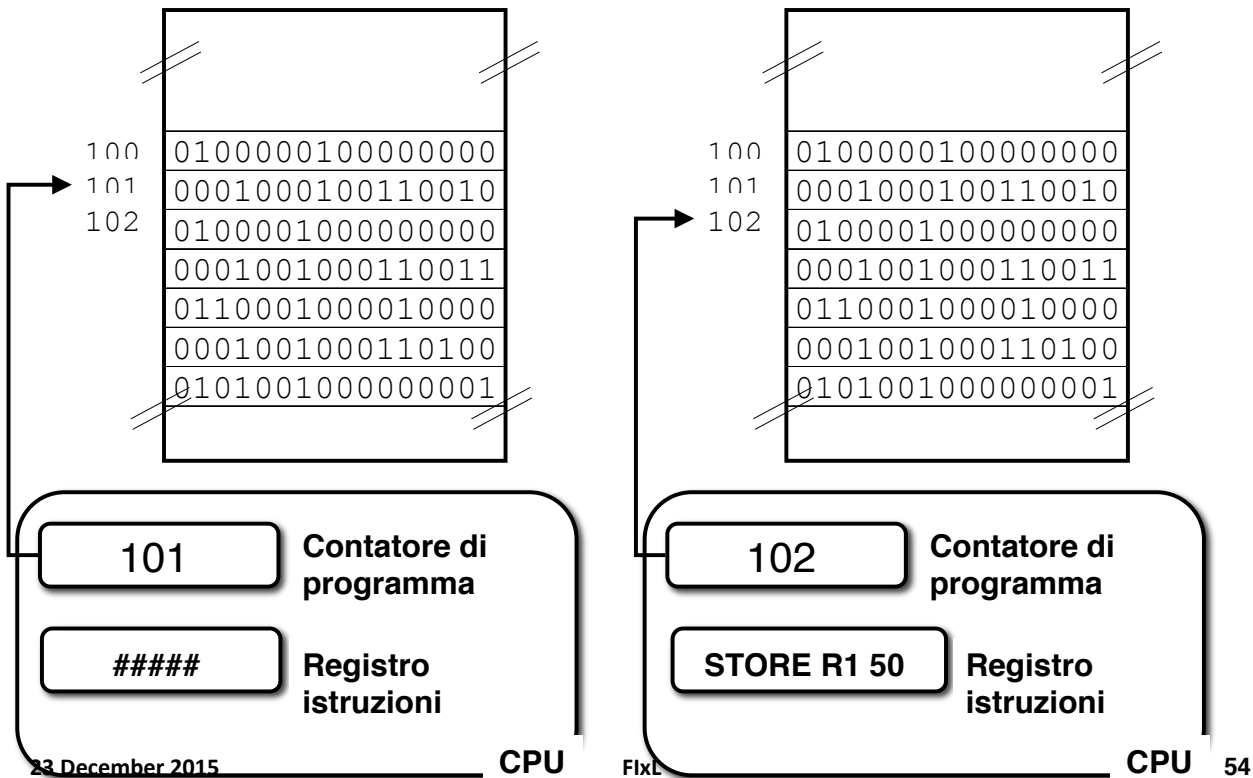 100 0100000100000000
101 0001000100110010
102 0100001000000000
0001001000110011
0110001000010000
0001001000110100
0101001000000001
101
Contatore di
programma
#####
Registro
istruzioni
CPU
100 0100000100000000
101 0001000100110010
102 0100001000000000
0001001000110011
0110001000010000
0001001000110100
0101001000000001
102
Contatore di
programma
STORE R1 50
Registro
istruzioni
CPU
23 December 2015
FIxL
54